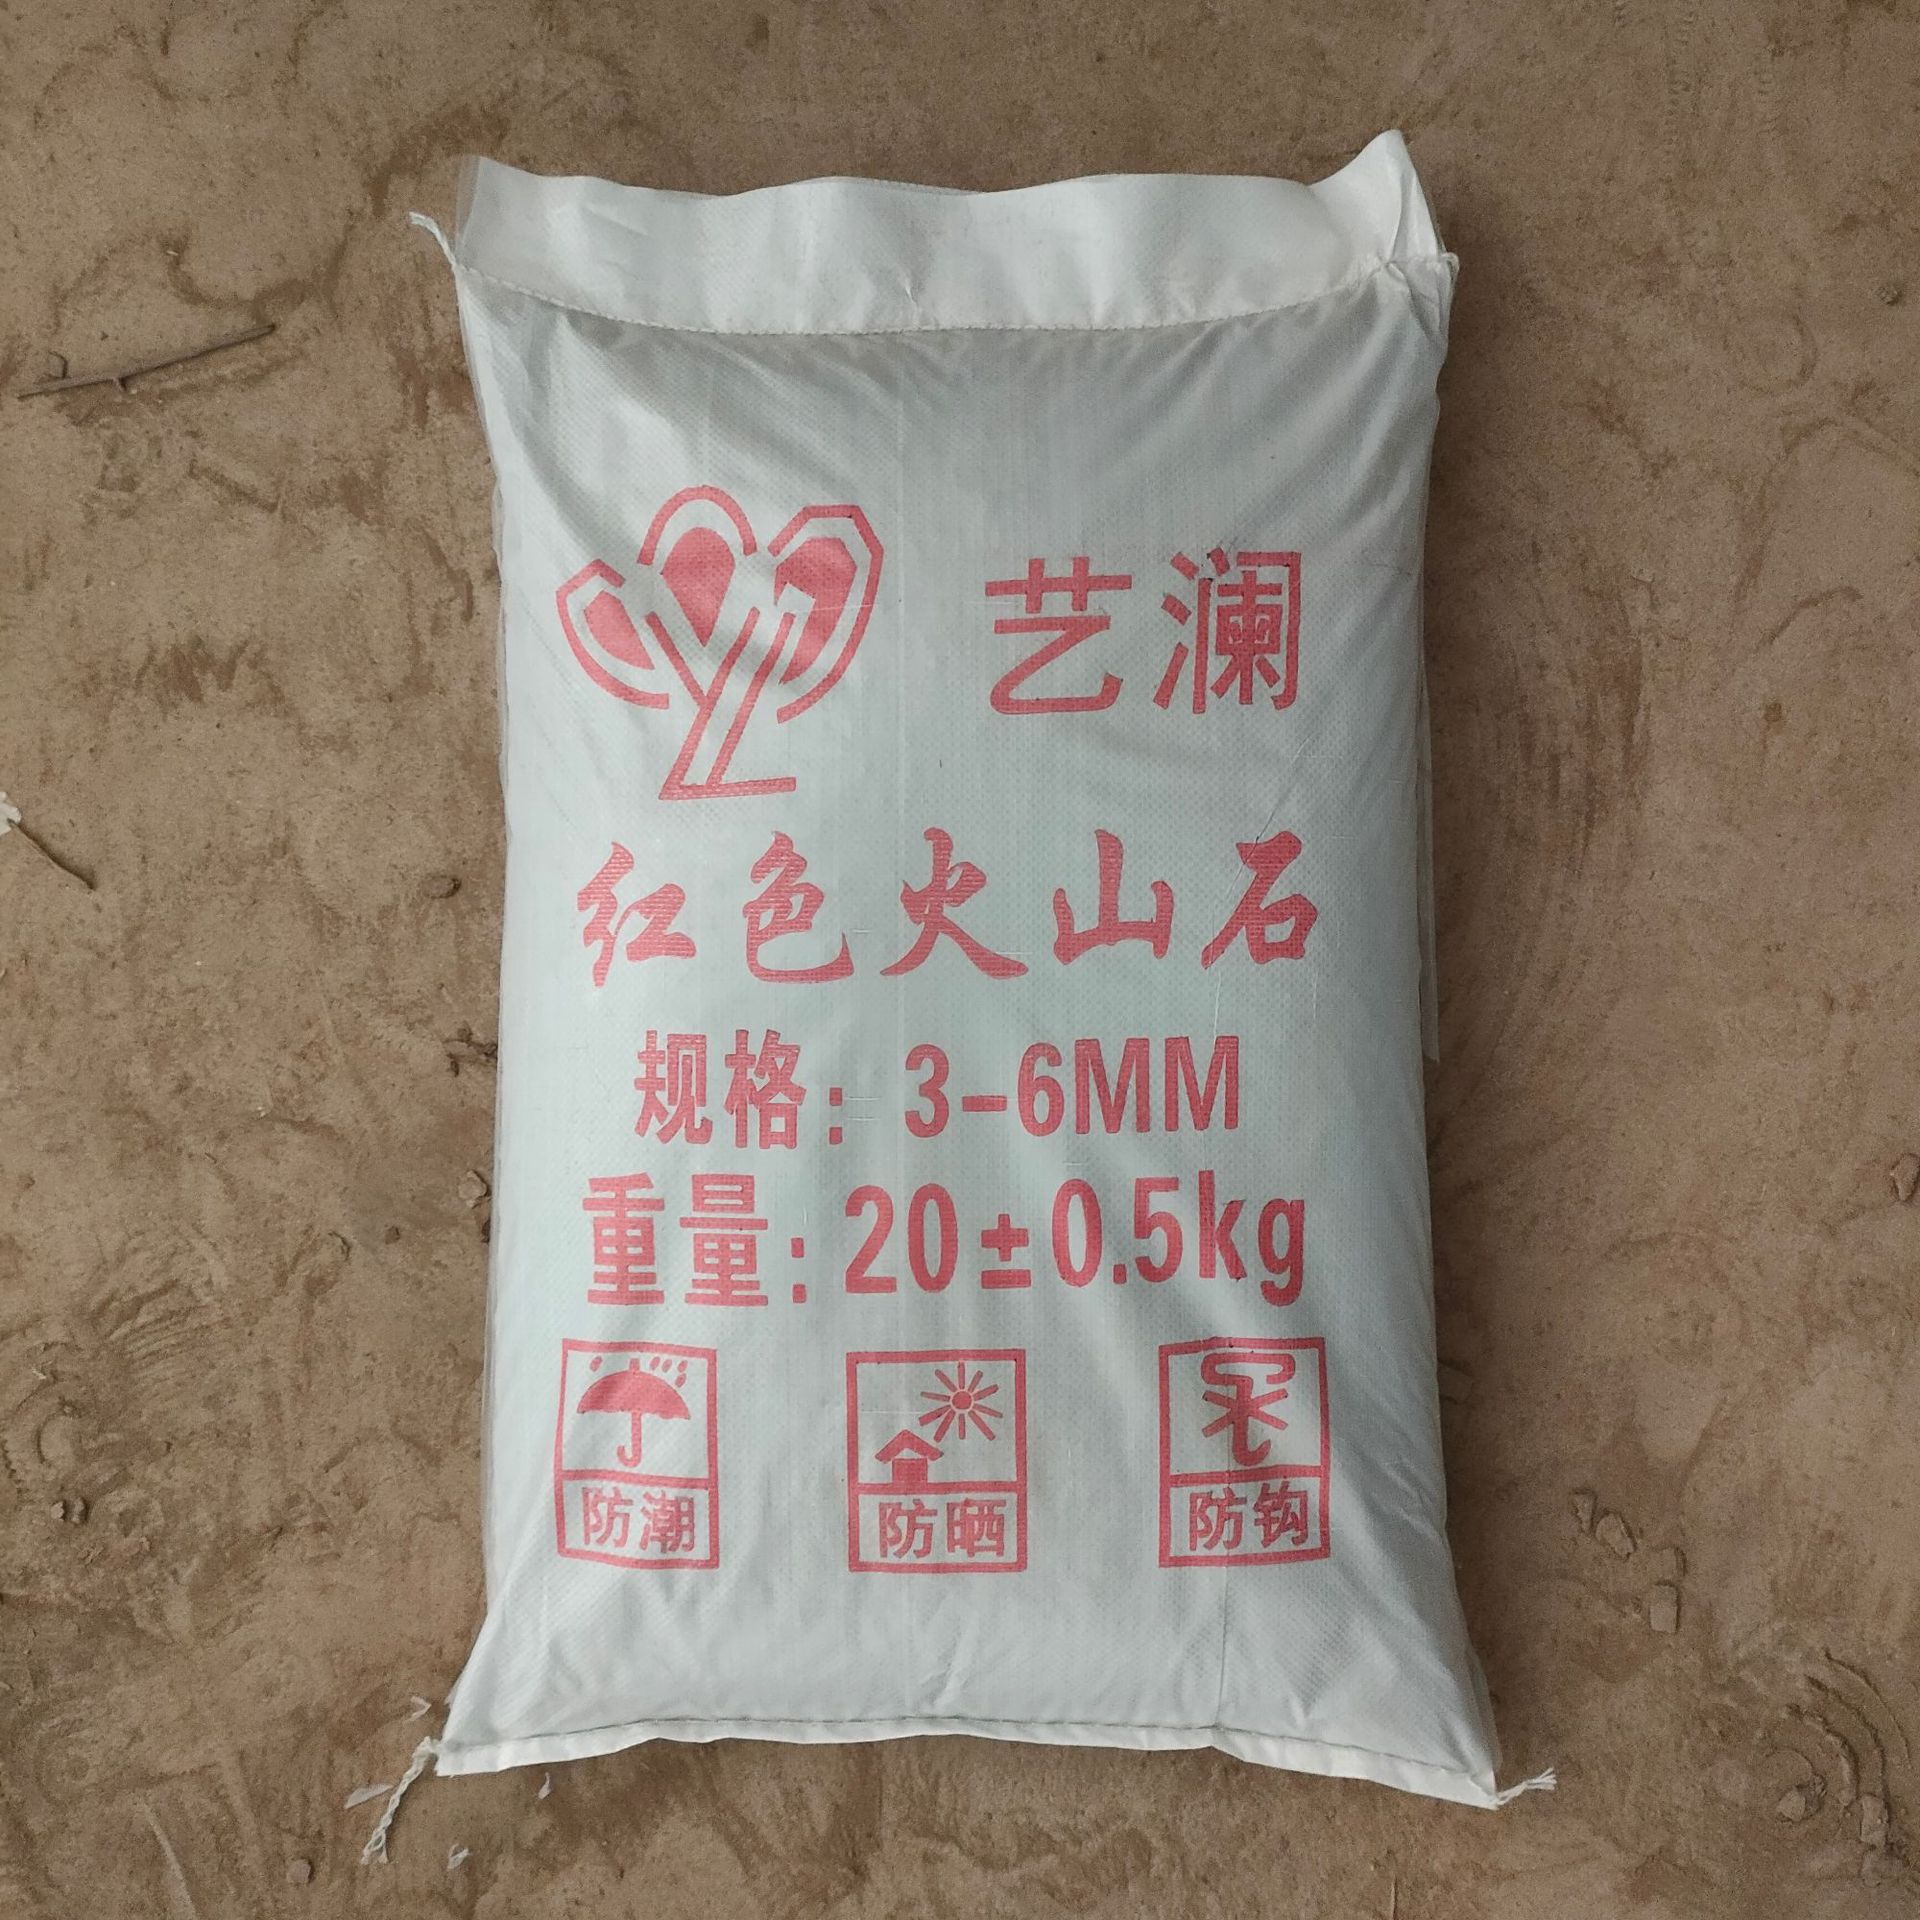 艺澜
红色火山石
规格：3-6MM
重量：20±0.5kg
防潮 防晒 防钩